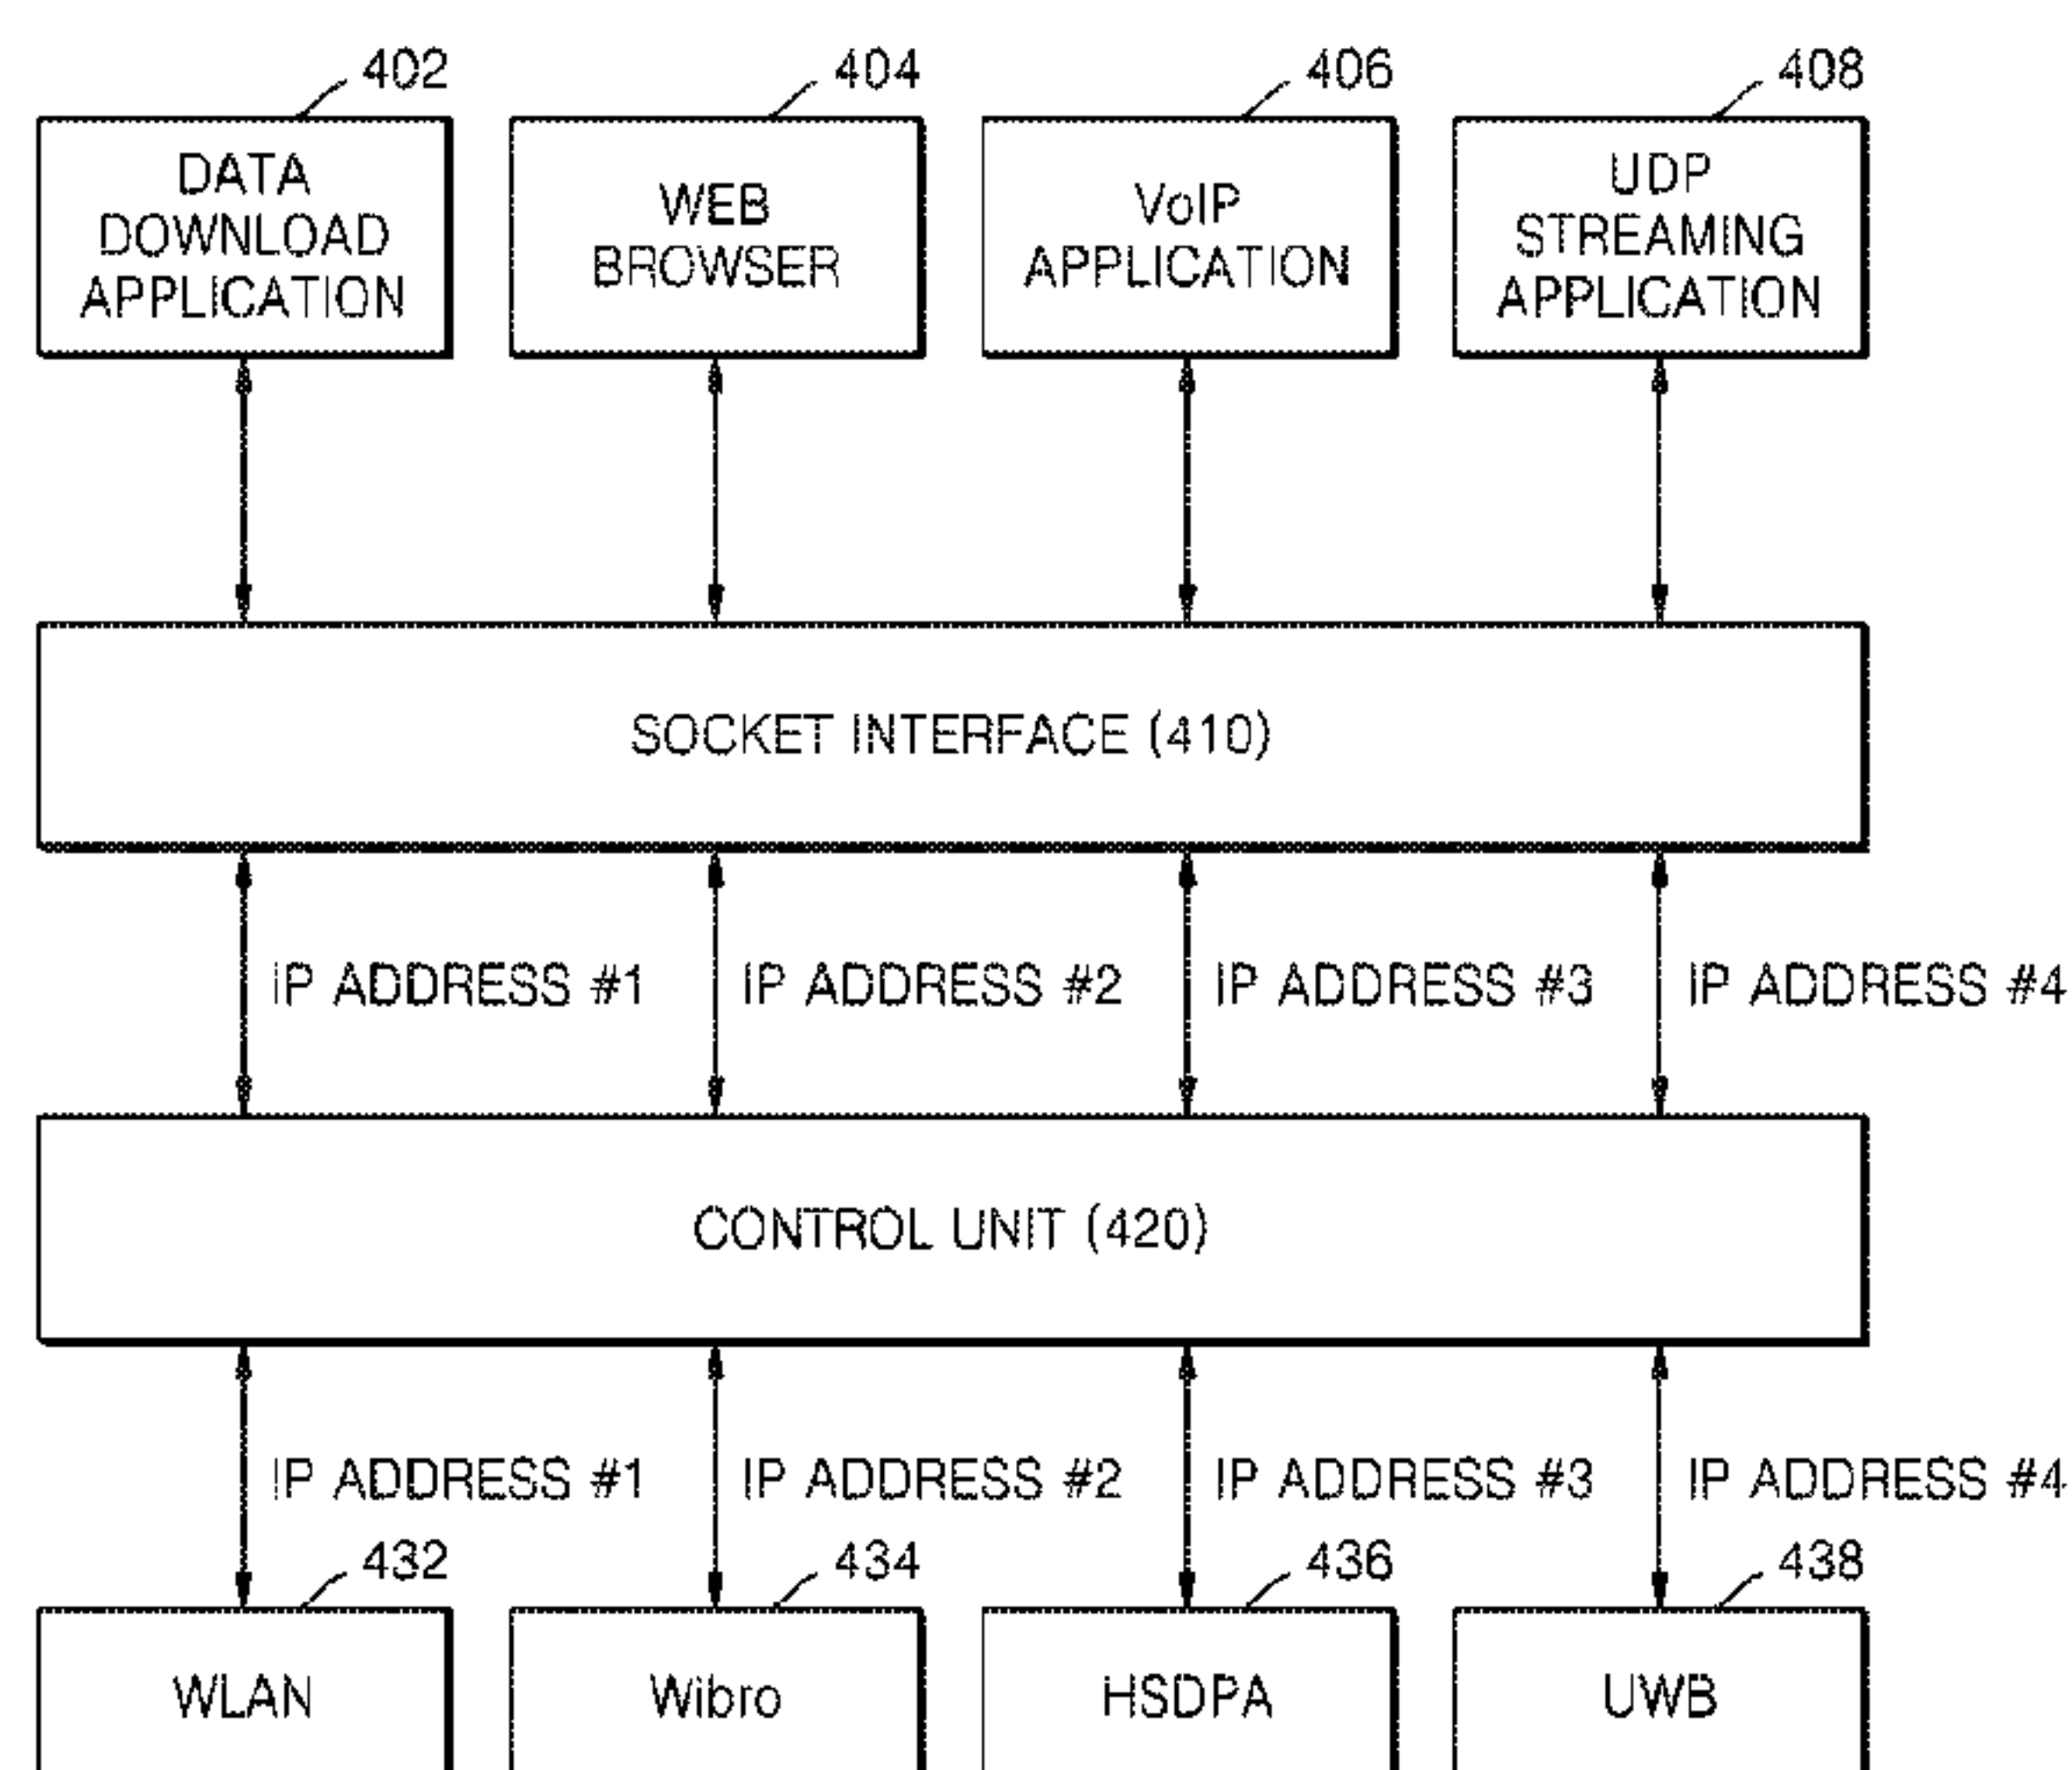 402
404
406
408
DATA
DOWNLOAD
APPLICATION
WEB
BROWSER
VoIP
APPLICATION
UDP
STREAMING
APPLICATION
SOCKET INTERFACE (410)
IP ADDRESS #1
IP ADDRESS #2
IP ADDRESS #3
IP ADDRESS #4
CONTROL UNIT (420)
IP ADDRESS #1
IP ADDRESS #2
IP ADDRESS #3
IP ADDRESS #4
432
434
436
438
WLAN
Wibro
HSDPA
UWB